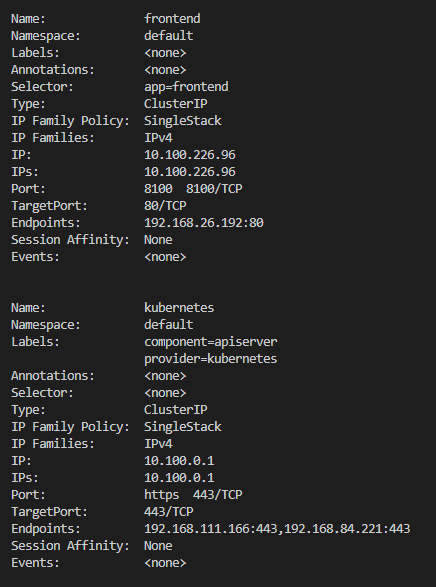 Name: frontend
Namespace: default
Labels: <none>
Annotations: <none>
Selector: app=frontend
Type: ClusterIP
IP Family Policy: SingleStack
IP Families: IPv4
IP: 10.100.226.96
IPs: 10.100.226.96
Port: 8100 8100/TCP
TargetPort: 80/TCP
Endpoints: 192.168.26.192:80
Session Affinity: None
Events: <none>
Name: kubernetes
Namespace: default
Labels: component=apiserver
provider=kubernetes
Annotations: <none>
Selector: <none>
Type: ClusterIP
IP Family Policy: SingleStack
IP Families: IPv4
IP: 10.100.0.1
IPs: 10.100.0.1
Port: https 443/TCP
TargetPort: 443/TCP
Endpoints: 192.168.111.166:443,192.168.84.221:443
Session Affinity: None
Events: <none>